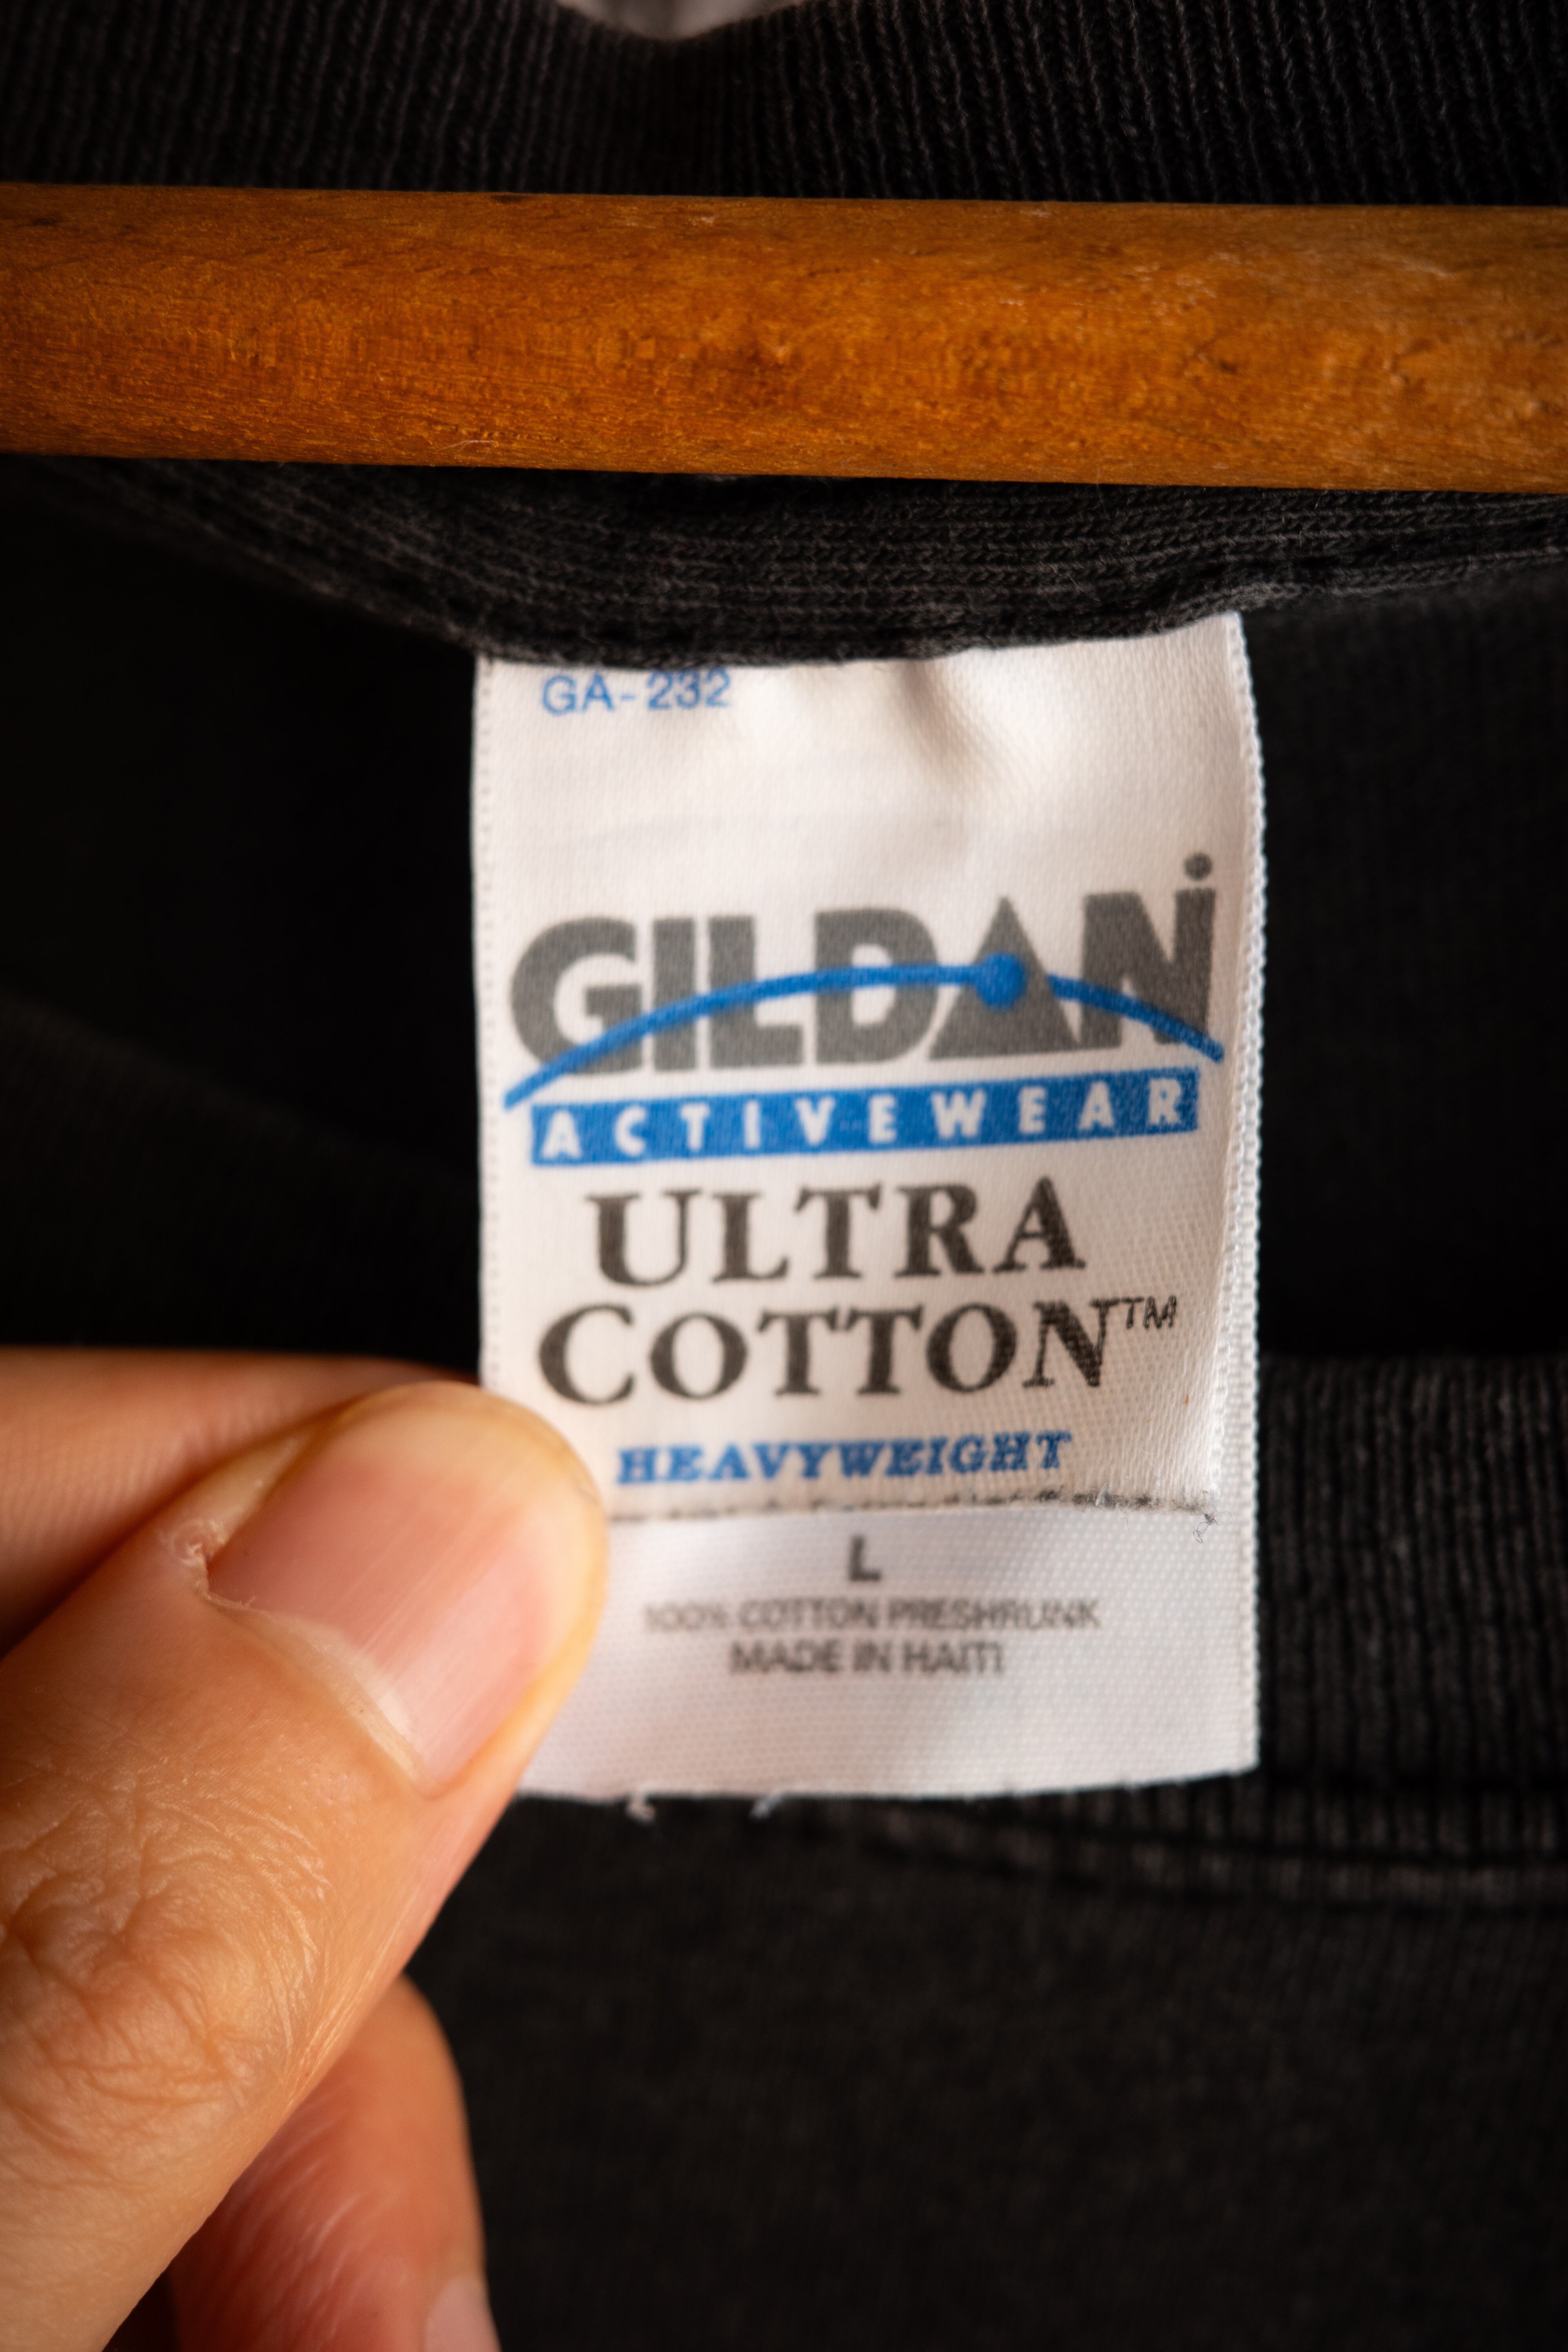 GA-232
GILDAN
ACTIVEWEAR
ULTRA
COTTON™
HEAVYWEIGHT
L
100% COTTON PRESHRUNK
MADE IN HAITI